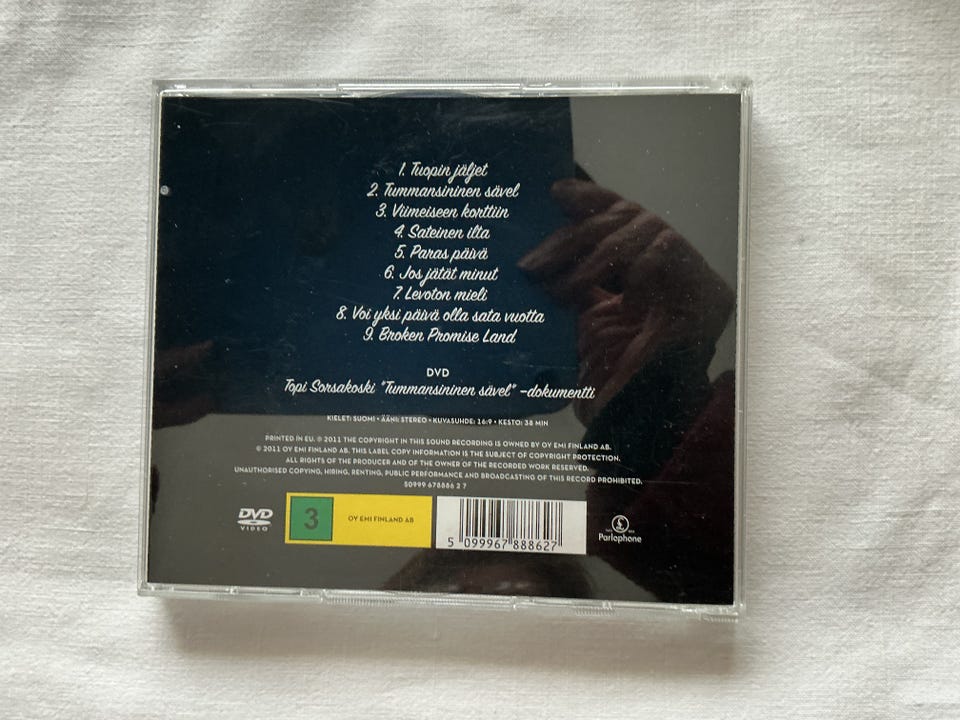 1. Tuopin jäljet
2. Tummansininen sävel
3. Viimeiseen korttiin
4. Sateinen ilta
5. Paras päivä
6. Jos jätät minut
7. Levoton mieli
8. Voi yksi päivä olla sata vuotta
9. Broken Promise Land
DVD
Topi Sorsakoski "Tummansininen sävel" –dokumentti
KIELET: SUOMI • ÄÄNI: STEREO • KUVASUHDE: 16:9 • KESTO: 38 MIN
PRINTED IN EU. ℗ 2011 THE COPYRIGHT IN THIS SOUND RECORDING IS OWNED BY OY EMI FINLAND AB.
© 2011 OY EMI FINLAND AB. THIS LABEL COPY INFORMATION IS THE SUBJECT OF COPYRIGHT PROTECTION.
ALL RIGHTS OF THE PRODUCER AND OF THE OWNER OF THE RECORDED WORK RESERVED.
UNAUTHORISED COPYING, HIRING, RENTING, PUBLIC PERFORMANCE AND BROADCASTING OF THIS RECORD PROHIBITED.
50999 678886 2 7
DVD VIDEO
3
OY EMI FINLAND AB
5 099967 888627
Parlophone